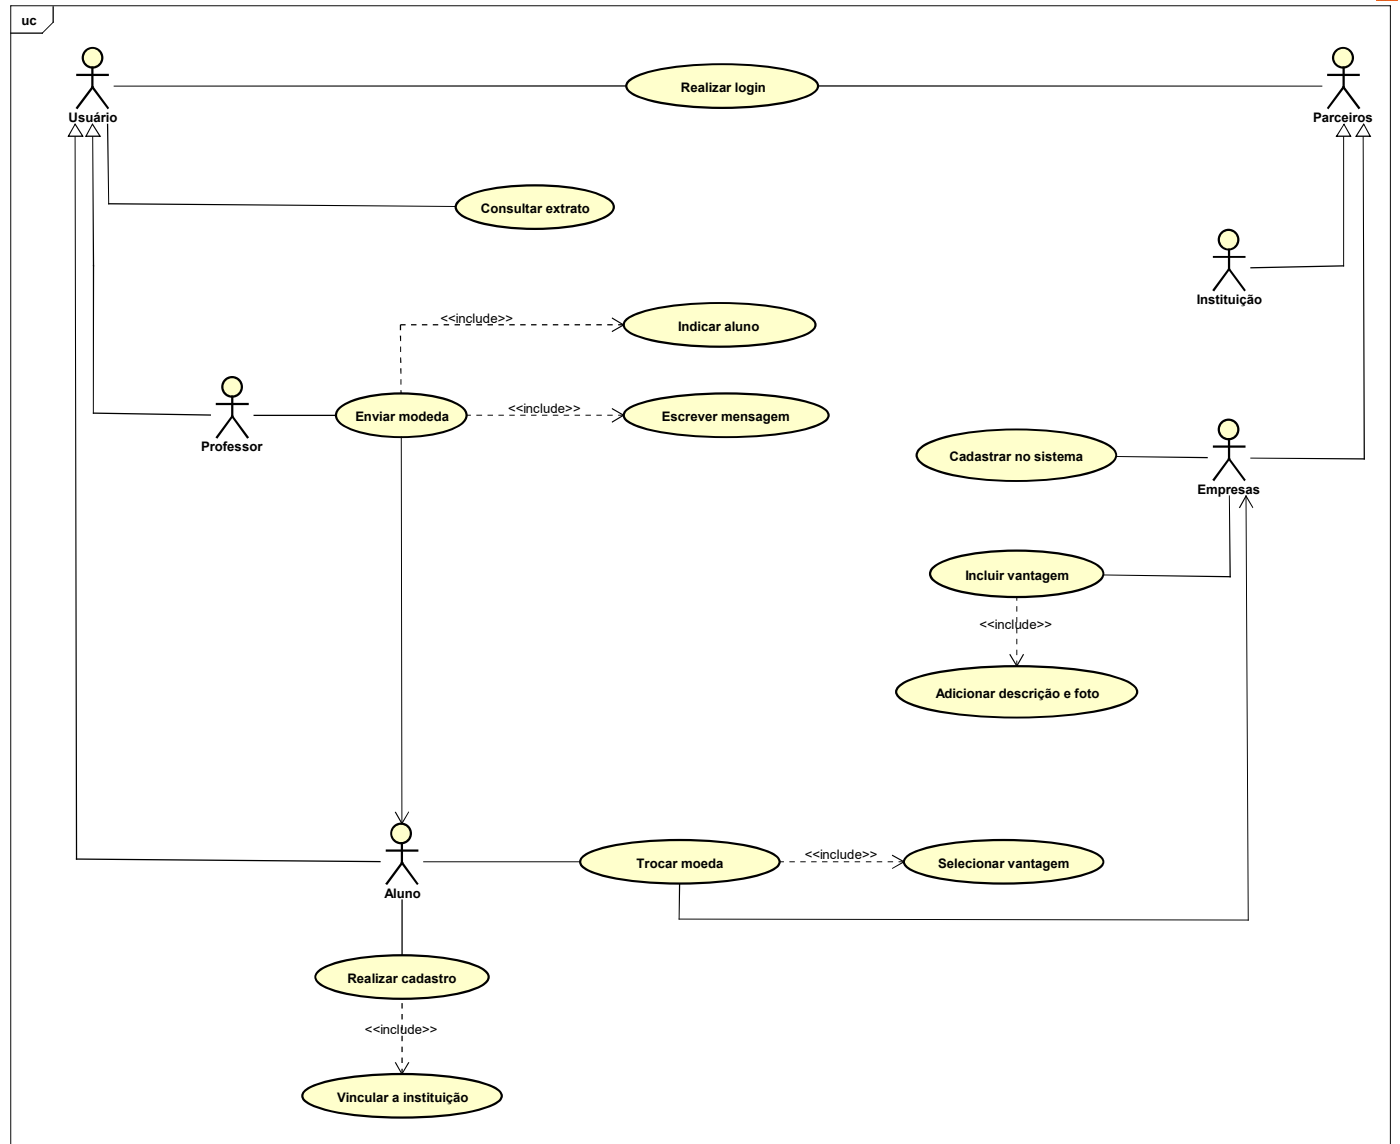 uc
Realizar login
Usuário
Parceiros
Consultar extrato
Instituição
<<include>>
Indicar aluno
<<include>>
Enviar modeda
Escrever mensagem
Professor
Cadastrar no sistema
Empresas
Incluir vantagem
<<include>>
Adicionar descrição e foto
<<include>>
Trocar moeda
Selecionar vantagem
Aluno
Realizar cadastro
<<include>>
Vincular a instituição